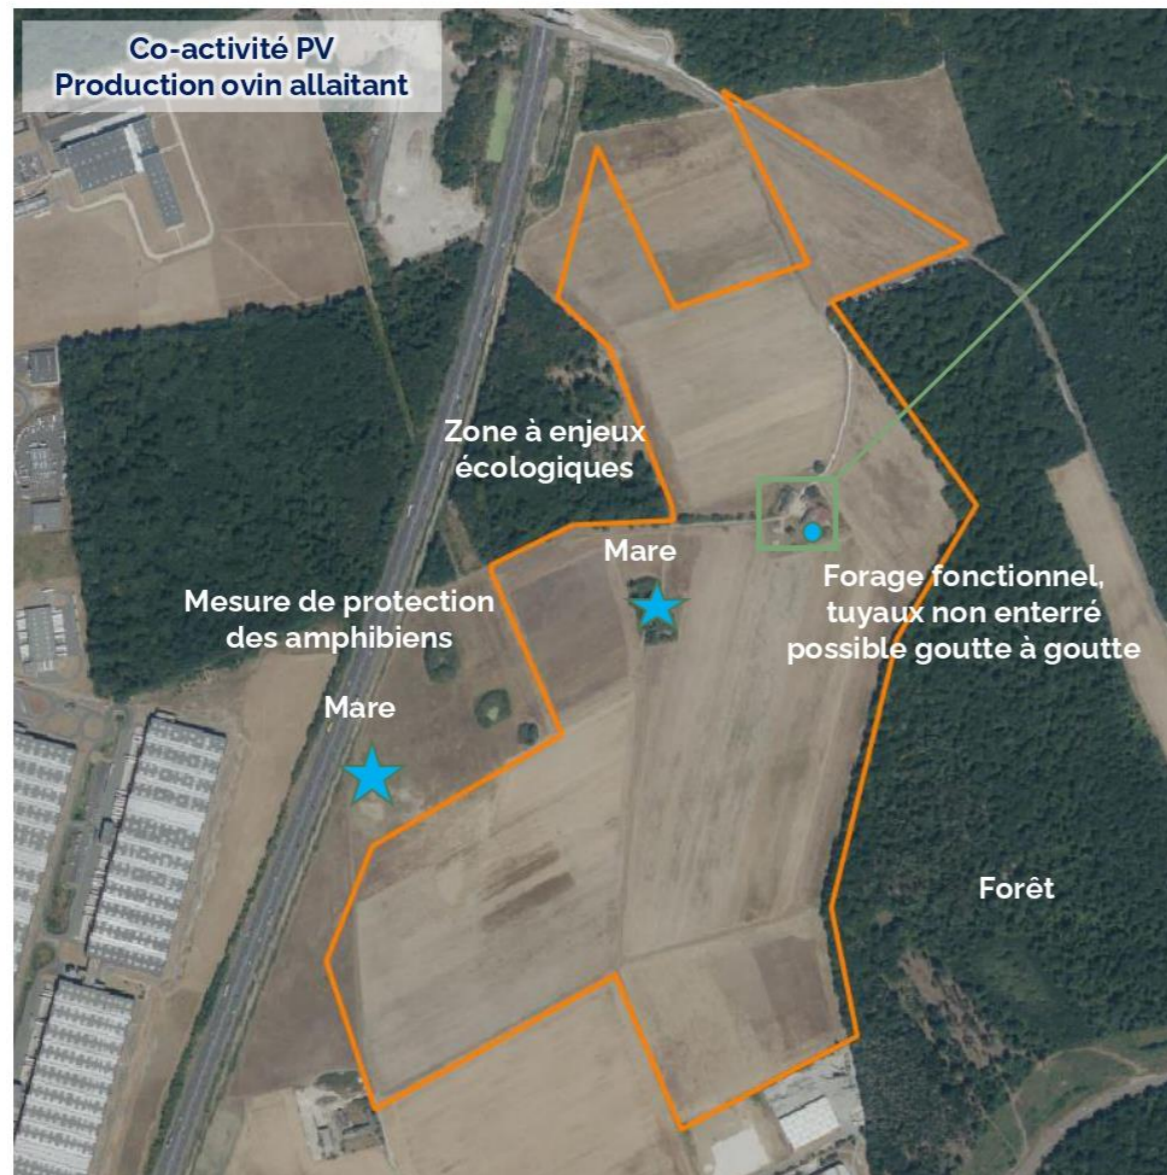 Co-activité PV
Production ovin allaitant
Zone à enjeux
écologiques
Mare
Forage fonctionnel,
tuyaux non enterré
possible goutte à goutte
Mesure de protection
des amphibiens
Mare
Forêt